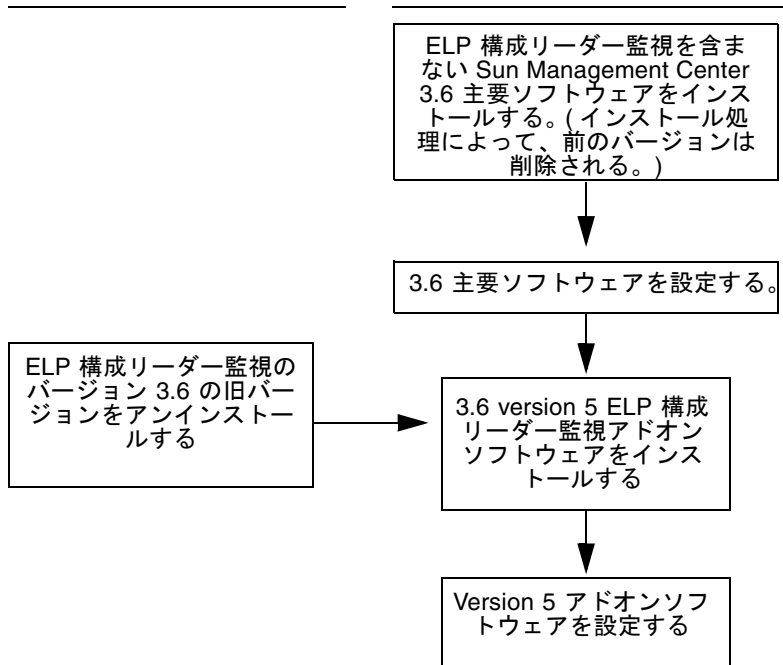 ELP 構成リーダー監視を含ま
ない Sun Management Center
3.6 主要ソフトウェアをインス
トールする。( インストール処
理によって、前のバージョンは
削除される。)
3.6 主要ソフトウェアを設定する。
ELP 構成リーダー監視の
バージョン 3.6 の旧バー
ジョンをアンインストー
ルする
3.6 version 5 ELP 構成
リーダー監視アドオン
ソフトウェアをインス
トールする
Version 5 アドオンソフ
トウェアを設定する